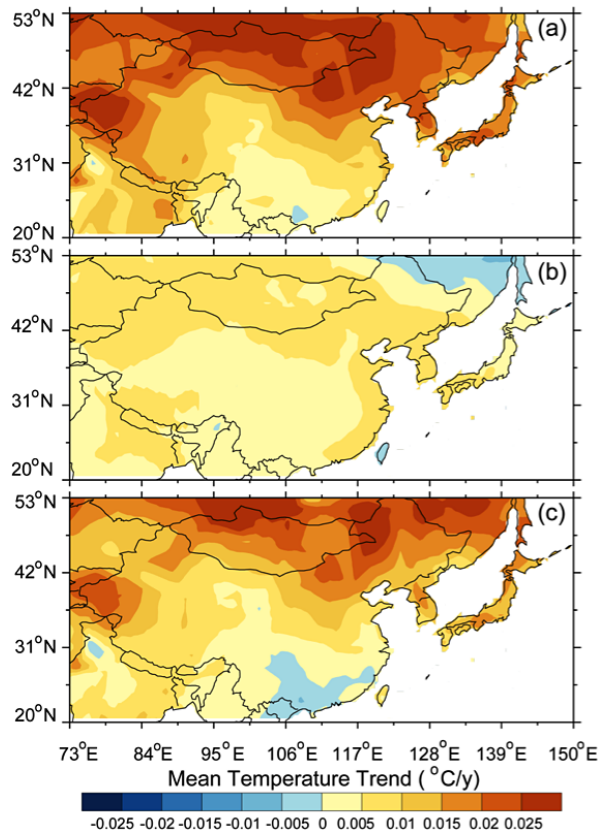 53°N
(a)
42°N
31°N
20°N
53°N
(b)
42°N
31°N
20°N
53°N
(c)
42°N
31°N
20°N
73°E 84°E 95°E 106°E 117°E 128°E 139°E 150°E
Mean Temperature Trend (°C/y)
-0.025 -0.02 -0.015 -0.01 -0.005 0 0.005 0.01 0.015 0.02 0.025